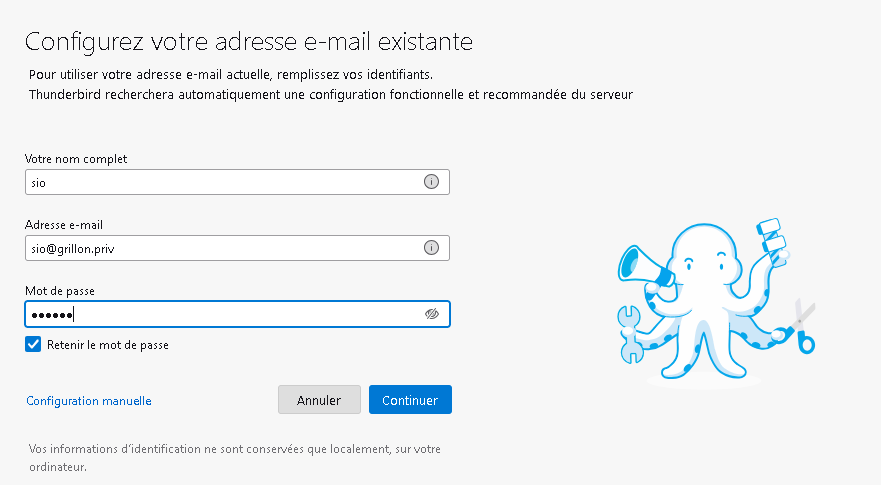 Configurez votre adresse e-mail existante
Pour utiliser votre adresse e-mail actuelle, remplissez vos identifiants.
Thunderbird recherchera automatiquement une configuration fonctionnelle et recommandée du serveur
Votre nom complet
sio
Adresse e-mail
sio@grillon.priv
Mot de passe
••••••
Retenir le mot de passe
Configuration manuelle
Annuler
Continuer
Vos informations d'identification ne sont conservées que localement, sur votre
ordinateur.